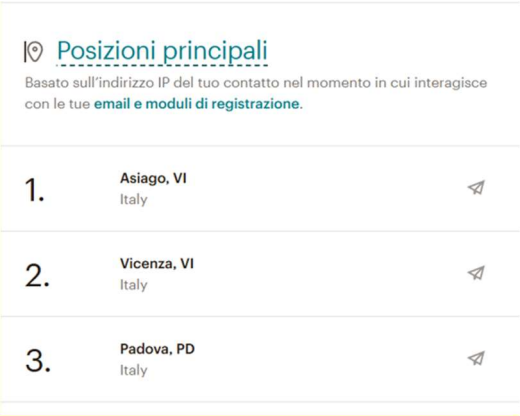 Posizioni principali
Basato sull'indirizzo IP del tuo contatto nel momento in cui interagisce
con le tue email e moduli di registrazione.
1.
Asiago, VI
Italy
2.
Vicenza, VI
Italy
3.
Padova, PD
Italy